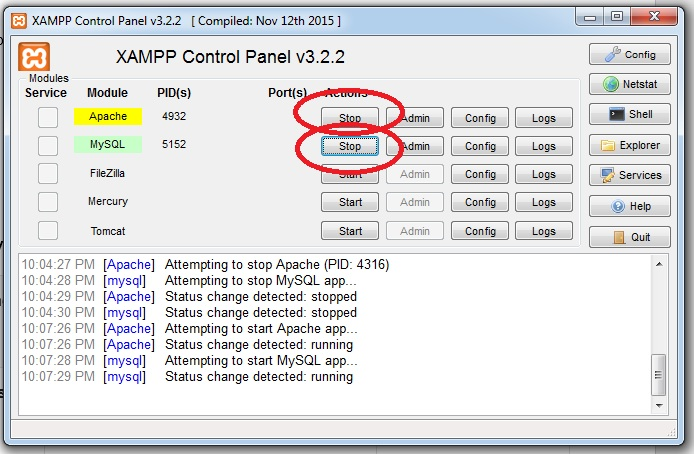 XAMPP Control Panel v3.2.2 [ Compiled: Nov 12th 2015 ]
XAMPP Control Panel v3.2.2
Config
Modules
Service Module PID(s) Port(s) Actions
Netstat
Apache 4932 Stop Admin Config Logs
Shell
MySQL 5152 Stop Admin Config Logs
Explorer
FileZilla Start Admin Config Logs
Services
Mercury Start Admin Config Logs
Help
Tomcat Start Admin Config Logs
Quit
10:04:27 PM [Apache] Attempting to stop Apache (PID: 4316)
10:04:28 PM [mysql] Attempting to stop MySQL app...
10:04:29 PM [Apache] Status change detected: stopped
10:04:30 PM [mysql] Status change detected: stopped
10:07:26 PM [Apache] Attempting to start Apache app...
10:07:26 PM [Apache] Status change detected: running
10:07:28 PM [mysql] Attempting to start MySQL app...
10:07:29 PM [mysql] Status change detected: running